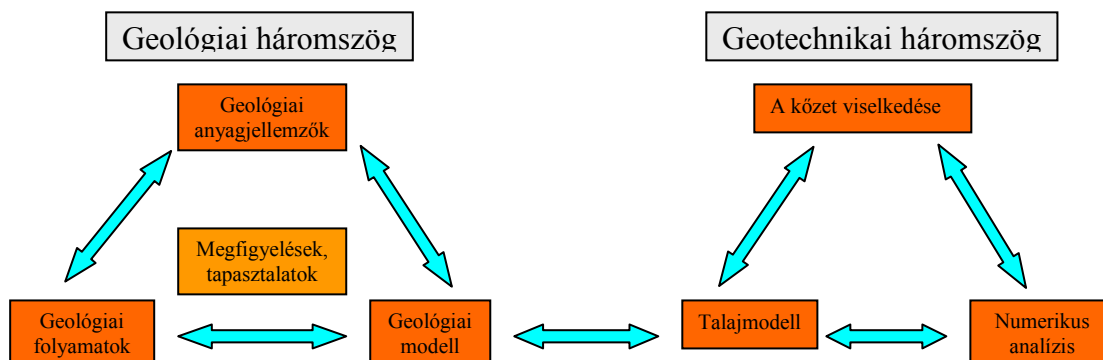 Geológiai háromszög
Geotechnikai háromszög
Geológiai
anyagjellemzők
A kőzet viselkedése
Megfigyelések,
tapasztalatok
Geológiai
folyamatok
Geológiai
modell
Talajmodell
Numerikus
analízis